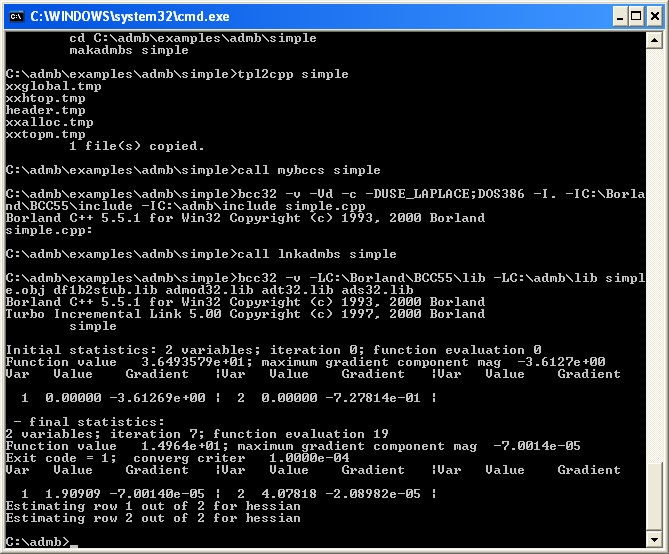 C:\WINDOWS\system32\cmd.exe
cd C:\admb\examples\admb\simple
makadmbs simple
C:\admb\examples\admb\simple>tpl2cpp simple
xxglobal.tmp
xxhtop.tmp
header.tmp
xxalloc.tmp
xxtopm.tmp
1 file(s) copied.
C:\admb\examples\admb\simple>call mybccs simple
C:\admb\examples\admb\simple>bcc32 -v -Vd -c -DUSE_LAPLACE;DOS386 -I. -IC:\Borla
nd\BCC55\include -IC:\admb\include simple.cpp
Borland C++ 5.5.1 for Win32 Copyright (c) 1993, 2000 Borland
simple.cpp:
C:\admb\examples\admb\simple>call lnkadmbs simple
C:\admb\examples\admb\simple>bcc32 -v -LC:\Borland\BCC55\lib -LC:\admb\lib simpl
e.obj df1b2stub.lib admod32.lib adt32.lib ads32.lib
Borland C++ 5.5.1 for Win32 Copyright (c) 1993, 2000 Borland
Turbo Incremental Link 5.00 Copyright (c) 1997, 2000 Borland
simple
Initial statistics: 2 variables; iteration 0; function evaluation 0
Function value   3.6493579e+01; maximum gradient component mag  -3.6127e+00
Var   Value    Gradient   |Var   Value    Gradient   |Var   Value    Gradient
1  0.00000 -3.61269e+00 |  2  0.00000 -7.27814e-01 |
- final statistics:
2 variables; iteration 7; function evaluation 19
Function value   1.4964e+01; maximum gradient component mag  -7.0014e-05
Exit code = 1;  converg criter   1.0000e-04
Var   Value    Gradient   |Var   Value    Gradient   |Var   Value    Gradient
1  1.90909 -7.00140e-05 |  2  4.07818 -2.08982e-05 |
Estimating row 1 out of 2 for hessian
Estimating row 2 out of 2 for hessian
C:\admb>_